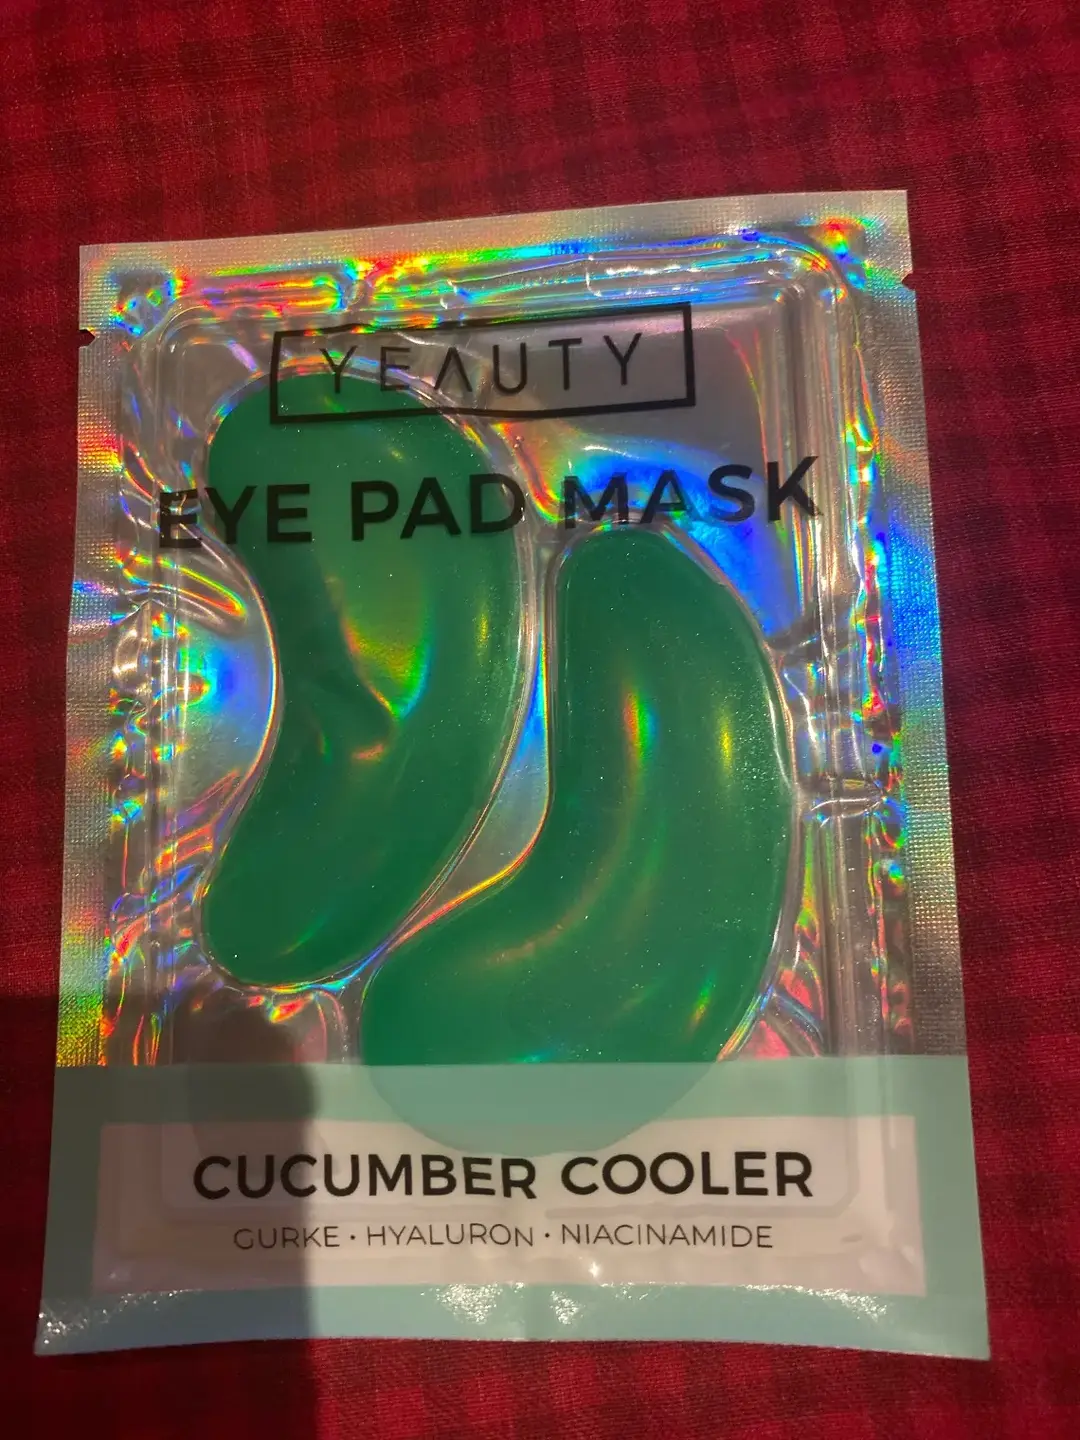 YEAUTY
EYE PAD MASK
CUCUMBER COOLER
GURKE • HYALURON • NIACINAMIDE